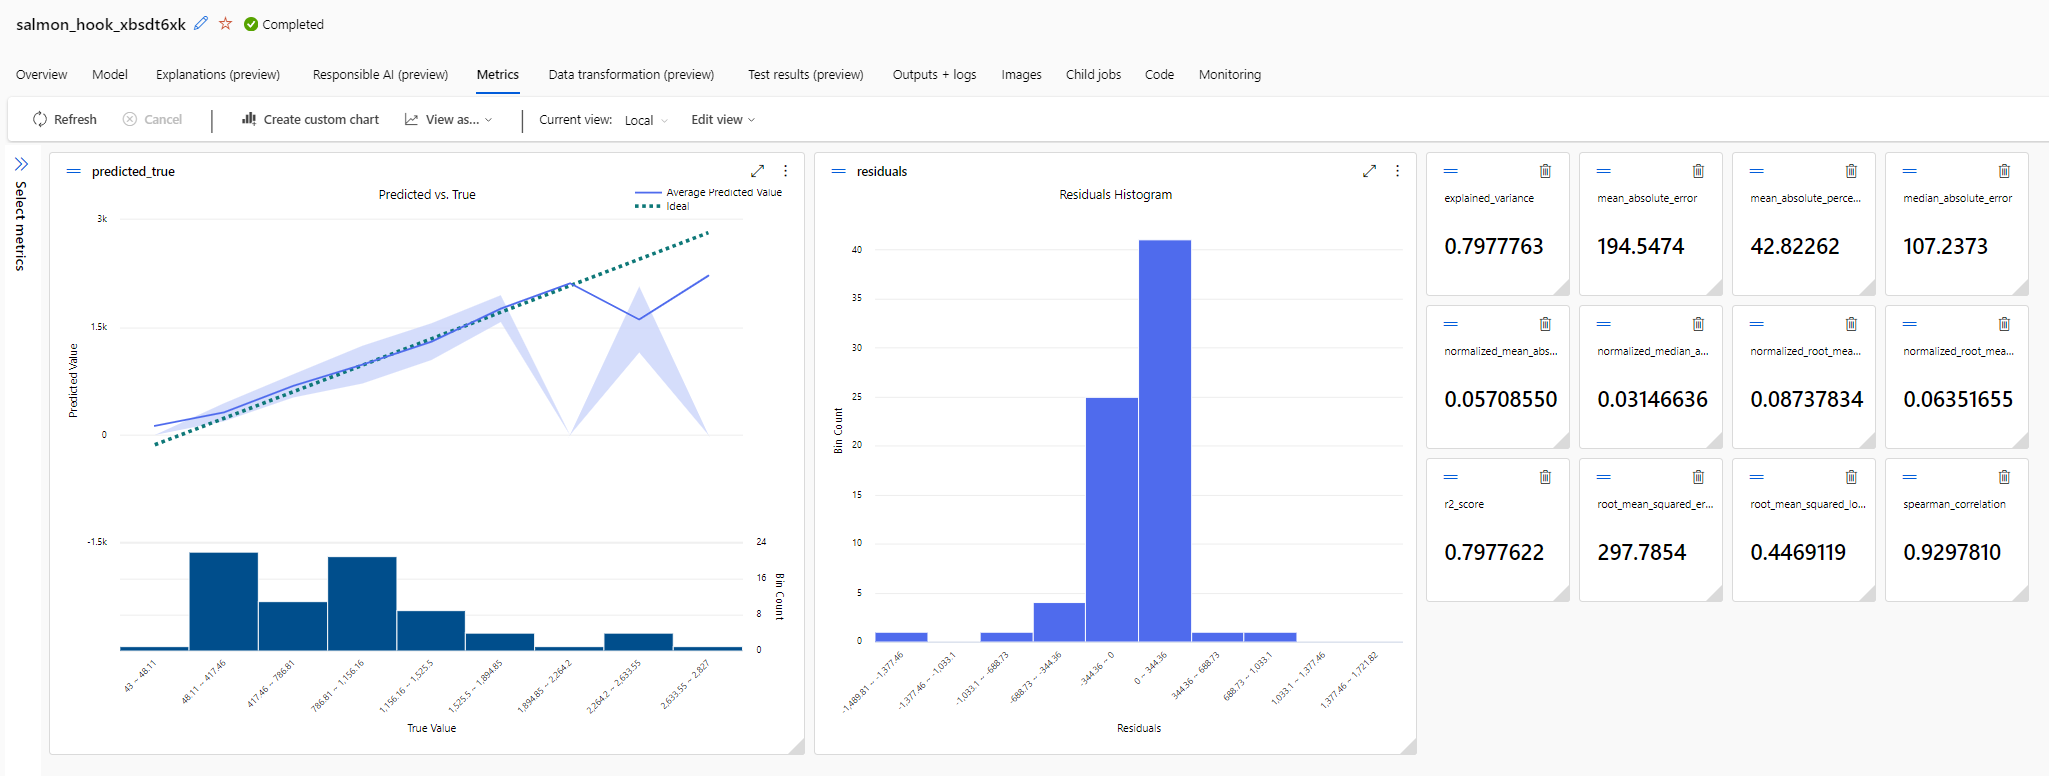 salmon_hook_xbsdt6xk Completed
Overview Model Explanations (preview) Responsible AI (preview) Metrics Data transformation (preview) Test results (preview) Outputs + logs Images Child jobs Code Monitoring
Refresh Cancel Create custom chart View as... Current view: Local Edit view
Select metrics
predicted_true
Predicted vs. True
Average Predicted Value
Ideal
3k
1.5k
0
-1.5k
Predicted Value
24
16
8
0
Bin Count
43 ~ 48.11
48.11 ~ 417.46
417.46 ~ 786.81
786.81 ~ 1,156.16
1,156.16 ~ 1,525.5
1,525.5 ~ 1,894.85
1,894.85 ~ 2,264.2
2,264.2 ~ 2,633.55
2,633.55 ~ 2,827
True Value
residuals
Residuals Histogram
40
35
30
25
20
15
10
5
0
Bin Count
-1,489.81 ~ -1,377.46
-1,377.46 ~ -1,033.1
-1,033.1 ~ -688.73
-688.73 ~ -344.36
-344.36 ~ 0
0 ~ 344.36
344.36 ~ 688.73
688.73 ~ 1,033.1
1,033.1 ~ 1,377.46
1,377.46 ~ 1,721.82
Residuals
explained_variance
0.7977763
mean_absolute_error
194.5474
mean_absolute_perce...
42.82262
median_absolute_error
107.2373
normalized_mean_abs...
0.05708550
normalized_median_a...
0.03146636
normalized_root_mea...
0.08737834
normalized_root_mea...
0.06351655
r2_score
0.7977622
root_mean_squared_er...
297.7854
root_mean_squared_lo...
0.4469119
spearman_correlation
0.9297810